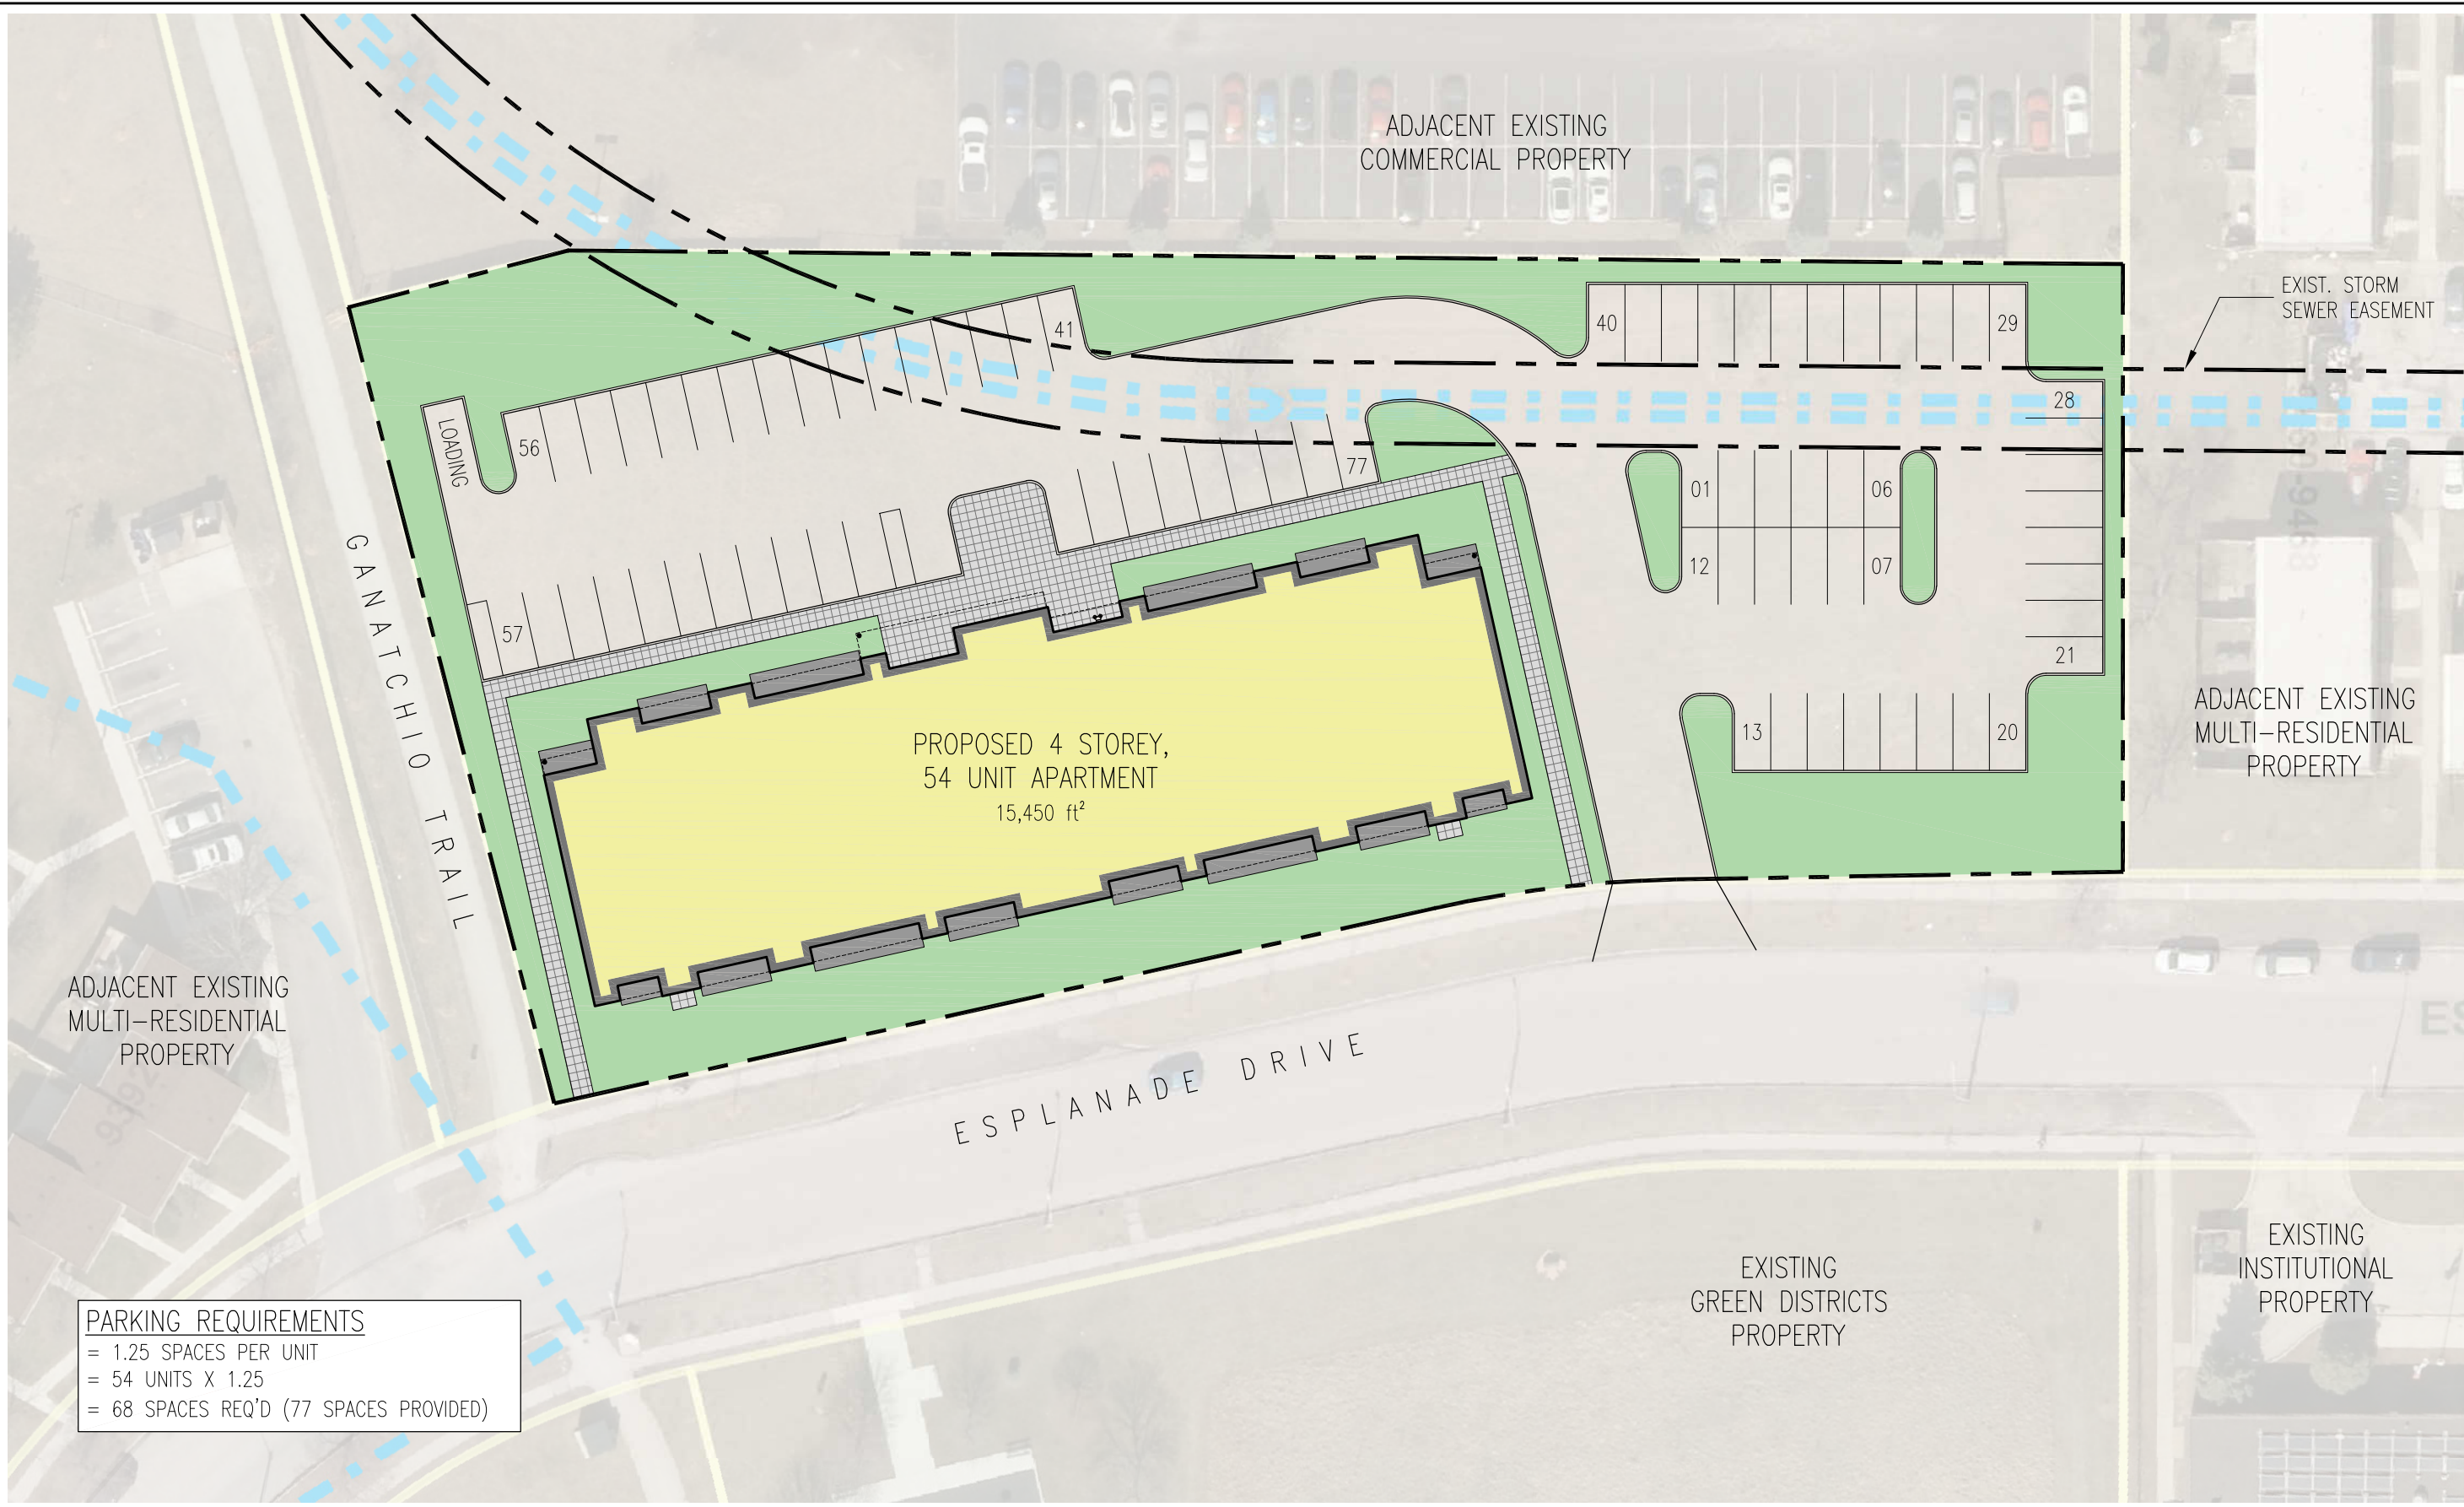 ADJACENT EXISTING
COMMERCIAL PROPERTY
EXIST. STORM
SEWER EASEMENT
41
40
29
28
LOADING
56
77
01
06
12
07
57
21
13
20
GANATCHIO TRAIL
PROPOSED 4 STOREY,
54 UNIT APARTMENT
15,450 ft²
ADJACENT EXISTING
MULTI-RESIDENTIAL
PROPERTY
ADJACENT EXISTING
MULTI-RESIDENTIAL
PROPERTY
ESPLANADE DRIVE
ES
EXISTING
GREEN DISTRICTS
PROPERTY
EXISTING
INSTITUTIONAL
PROPERTY
PARKING REQUIREMENTS
= 1.25 SPACES PER UNIT
= 54 UNITS X 1.25
= 68 SPACES REQ'D (77 SPACES PROVIDED)